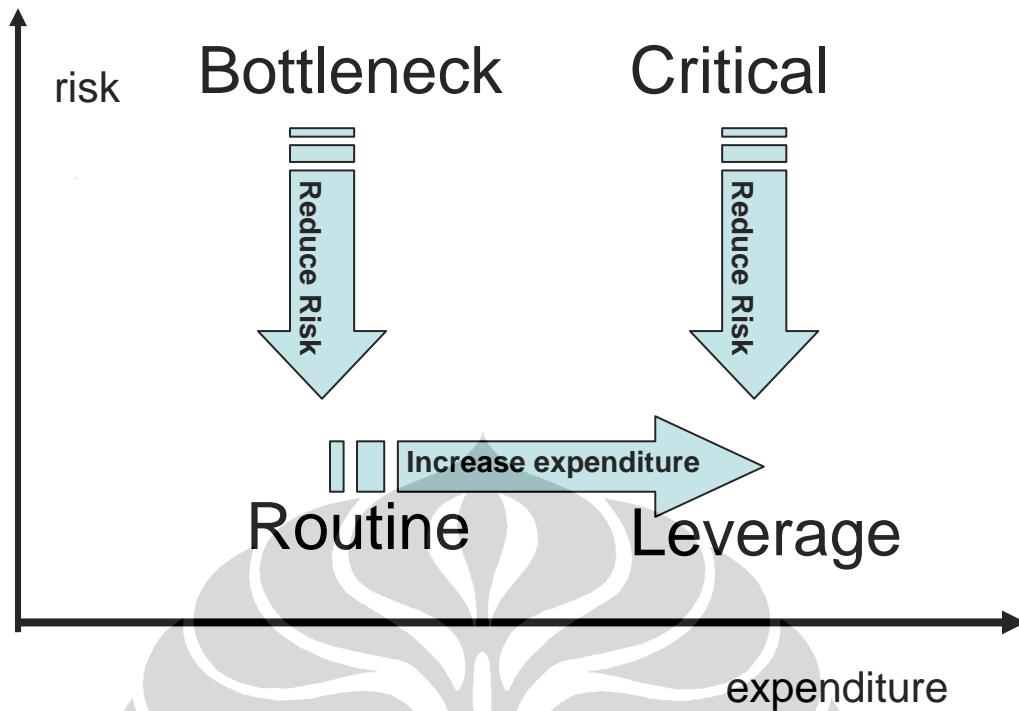 risk
Bottleneck
Critical
Reduce Risk
Reduce Risk
Increase expenditure
Routine
Leverage
expenditure